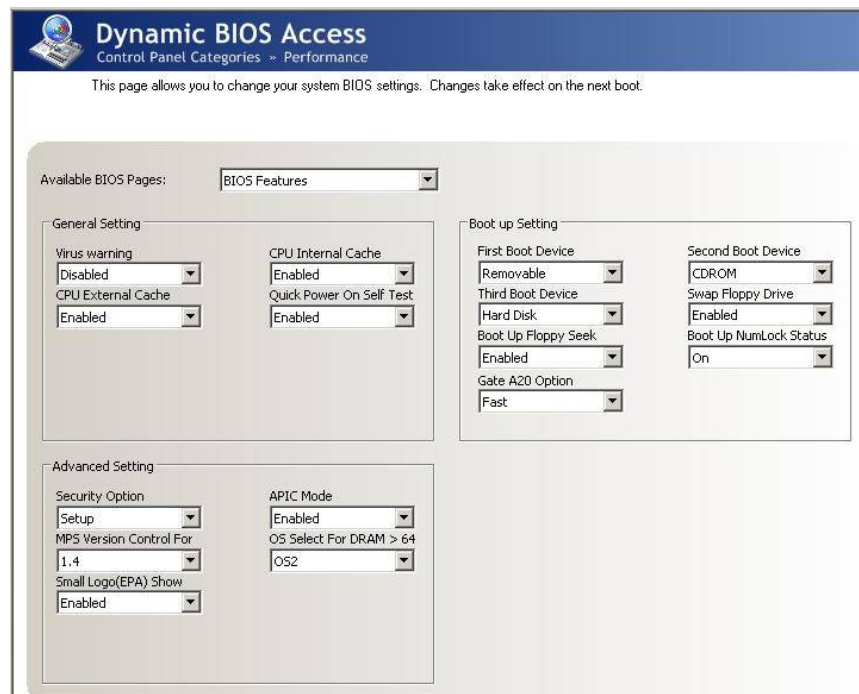 Dynamic BIOS Access
Control Panel Categories » Performance
This page allows you to change your system BIOS settings. Changes take effect on the next boot.
Available BIOS Pages:
BIOS Features
General Setting
Virus warning
CPU Internal Cache
Disabled
Enabled
CPU External Cache
Quick Power On Self Test
Enabled
Enabled
Boot up Setting
First Boot Device
Second Boot Device
Removable
CDROM
Third Boot Device
Swap Floppy Drive
Hard Disk
Enabled
Boot Up Floppy Seek
Boot Up NumLock Status
Enabled
On
Gate A20 Option
Fast
Advanced Setting
Security Option
APIC Mode
Setup
Enabled
MPS Version Control For
OS Select For DRAM > 64
1.4
OS2
Small Logo(EPA) Show
Enabled